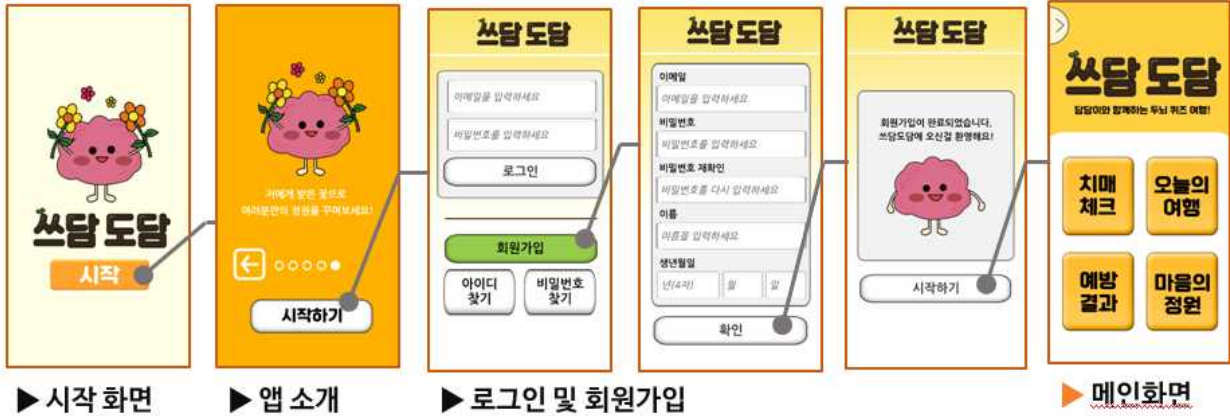 쓰담 도담
시작
저에게 받은 꽃으로
여러분만의 정원을 꾸며보세요!
시작하기
쓰담 도담
이메일을 입력하세요
비밀번호를 입력하세요
로그인
회원가입
아이디
찾기
비밀번호
찾기
쓰담 도담
이메일
이메일을 입력하세요
비밀번호
비밀번호를 입력하세요
비밀번호 재확인
비밀번호를 다시 입력하세요
이름
이름을 입력하세요
생년월일
년(4자) 월 일
확인
쓰담 도담
회원가입이 완료되었습니다.
쓰담도담에 오신걸 환영해요!
시작하기
쓰담 도담
담담이와 함께하는 두뇌 퀴즈 여행!
치매
체크
오늘의
여행
예방
결과
마음의
정원
▶ 시작 화면
▶ 앱 소개
▶ 로그인 및 회원가입
▶ 메인화면